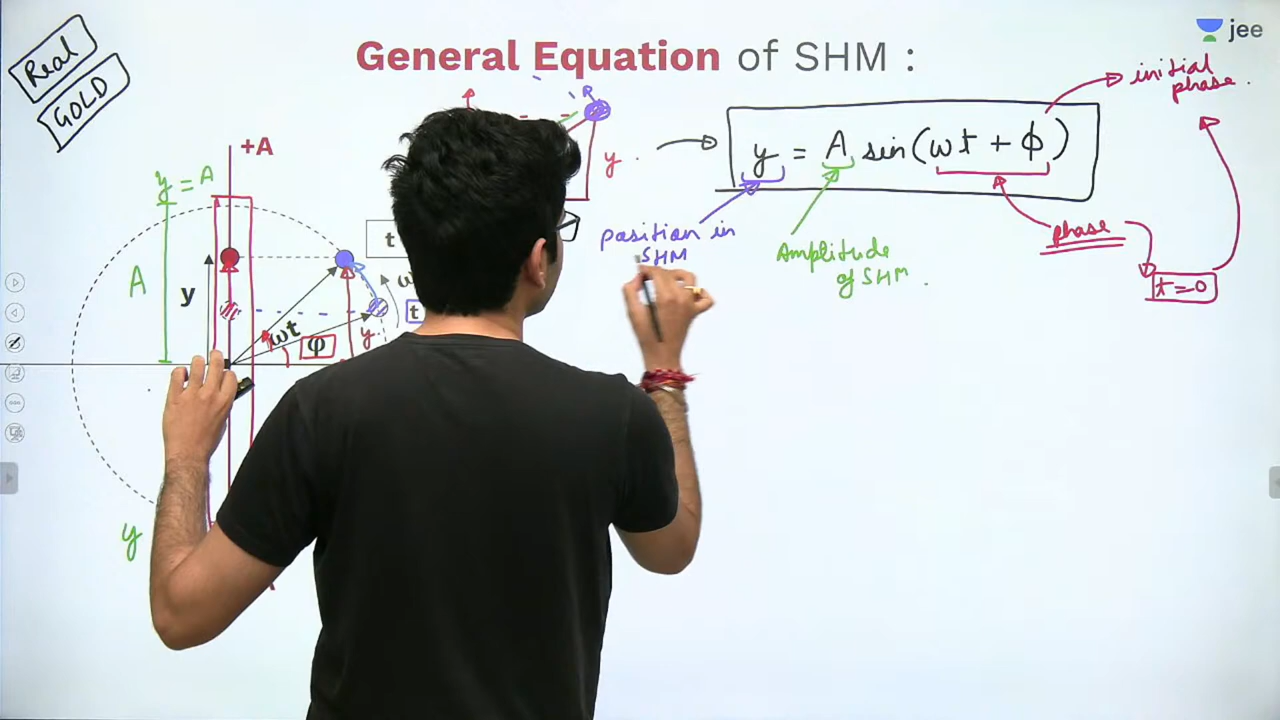 jee
Real
GOLD
General Equation of SHM :
initial
phase.
+A
y = A
y.
y = A sin(ωt + ϕ)
position in
SHM
Amplitude
of SHM.
phase
t=0
A
y
t
ω
t
ωt
φ
y
y